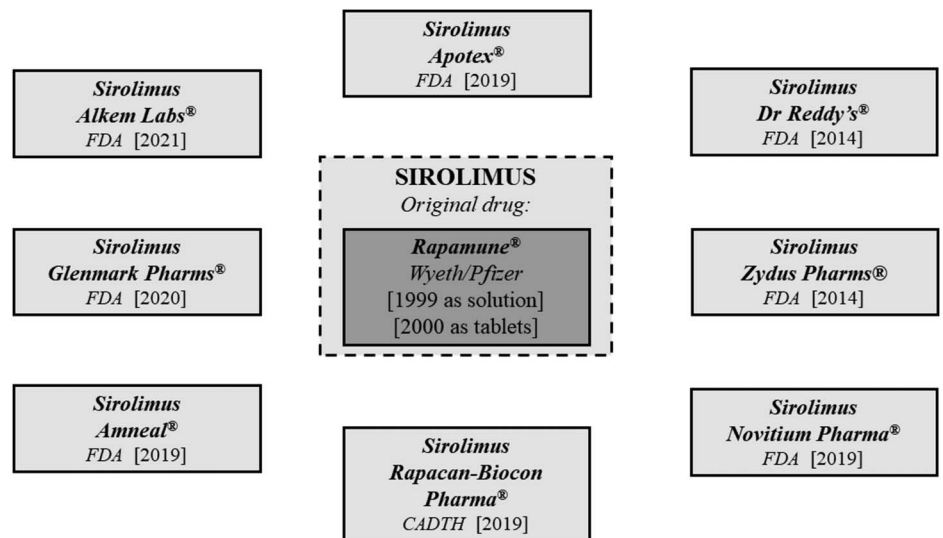 Sirolimus
Apotex®
FDA [2019]
Sirolimus
Alkem Labs®
FDA [2021]
Sirolimus
Dr Reddy's®
FDA [2014]
SIROLIMUS
Original drug:
Rapamune®
Wyeth/Pfizer
[1999 as solution]
[2000 as tablets]
Sirolimus
Glenmark Pharms®
FDA [2020]
Sirolimus
Zydus Pharms®
FDA [2014]
Sirolimus
Amneal®
FDA [2019]
Sirolimus
Rapacan-Biocon
Pharma®
CADTH [2019]
Sirolimus
Novitium Pharma®
FDA [2019]